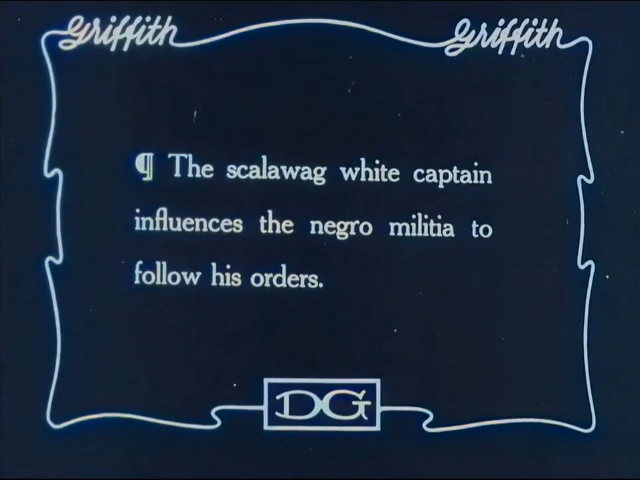 Griffith Griffith
¶ The scalawag white captain
influences the negro militia to
follow his orders.
DG